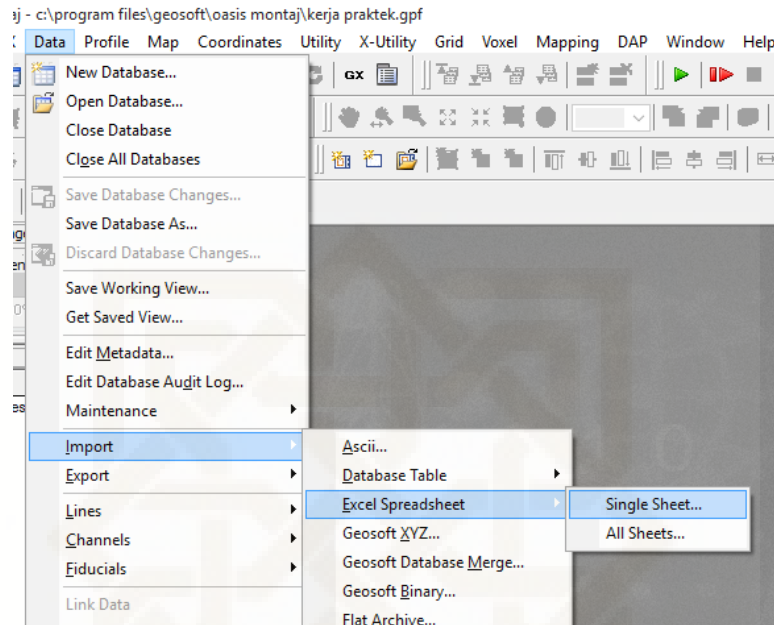 aj - c:\program files\geosoft\oasis montaj\kerja praktek.gpf
Data Profile Map Coordinates Utility X-Utility Grid Voxel Mapping DAP Window Help
New Database...
GX
Open Database...
Close Database
Close All Databases
Save Database Changes...
Save Database As...
Discard Database Changes...
Save Working View...
Get Saved View...
Edit Metadata...
Edit Database Audit Log...
Maintenance
Import
Ascii...
Export
Database Table
Lines
Excel Spreadsheet
Single Sheet...
Channels
Geosoft XYZ...
All Sheets...
Fiducials
Geosoft Database Merge...
Geosoft Binary...
Link Data
Flat Archive...